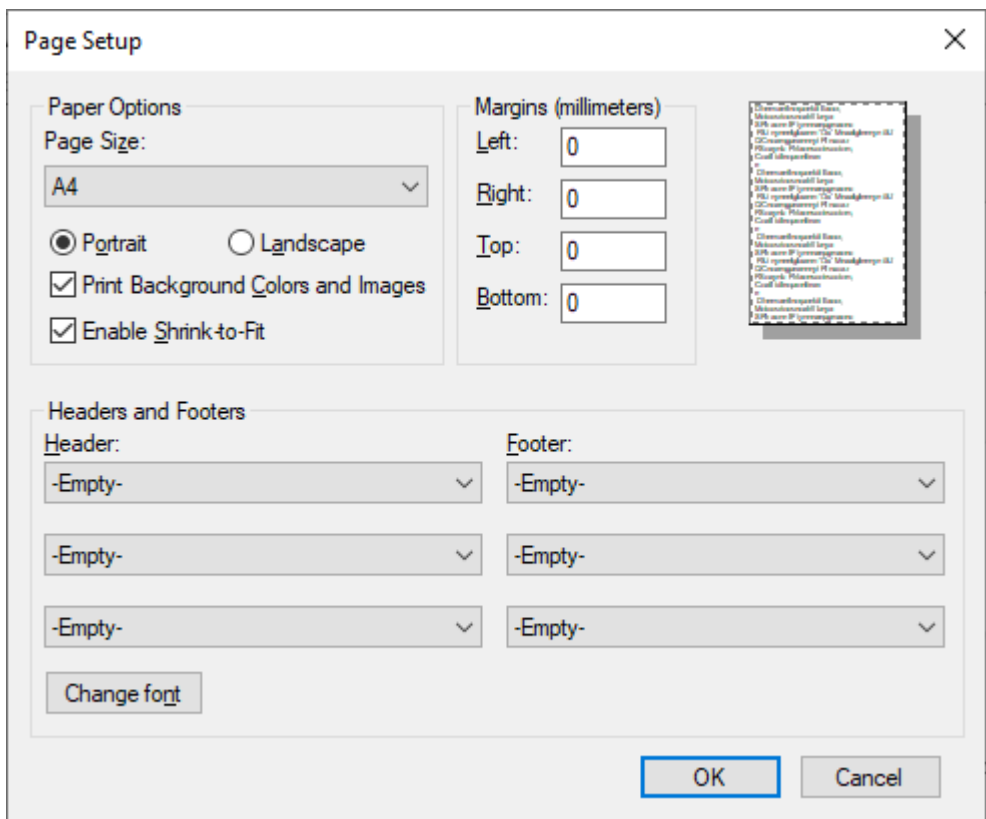 Page Setup
Paper Options
Page Size:
A4
Portrait
Landscape
Print Background Colors and Images
Enable Shrink-to-Fit
Margins (millimeters)
Left: 0
Right: 0
Top: 0
Bottom: 0
Headers and Footers
Header:
-Empty-
-Empty-
-Empty-
Footer:
-Empty-
-Empty-
-Empty-
Change font
OK
Cancel